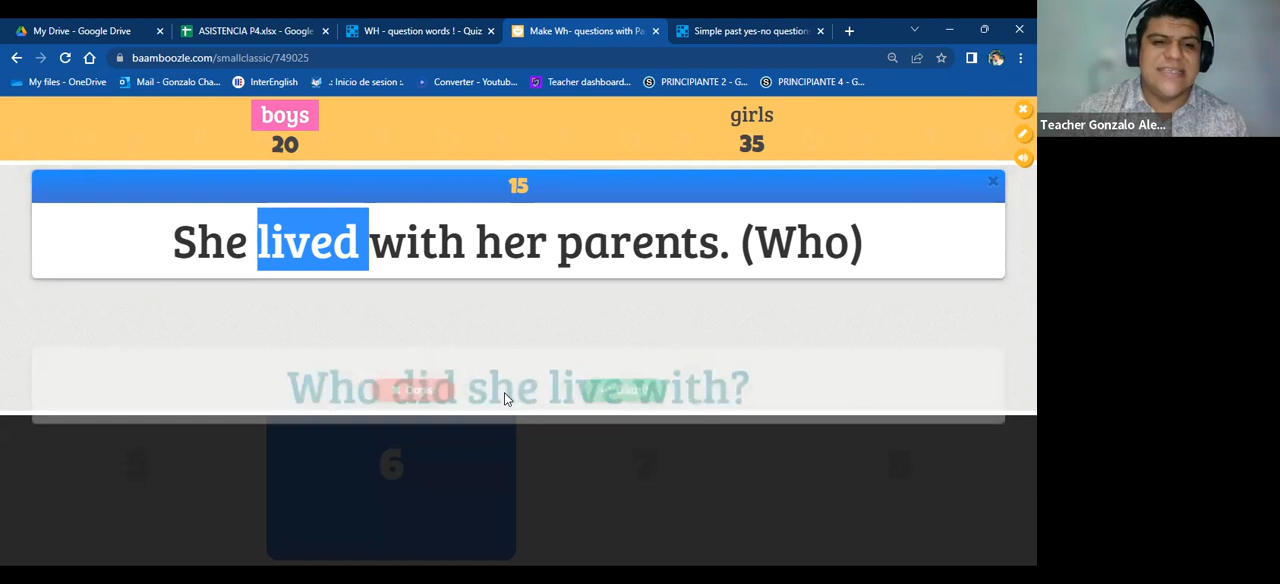 My Drive - Google Drive
ASISTENCIA P4.xlsx - Google
WH - question words ! - Quiz
Make Wh- questions with Pa
Simple past yes-no question
baamboozle.com/smallclassic/749025
My files - OneDrive
Mail - Gonzalo Cha...
InterEnglish
.: Inicio de sesion :.
Converter - Youtub...
Teacher dashboard...
PRINCIPIANTE 2 - G...
PRINCIPIANTE 4 - G...
Teacher Gonzalo Ale...
boys
girls
20
35
15
She lived with her parents. (Who)
Who did she live with?
5
6
7
8